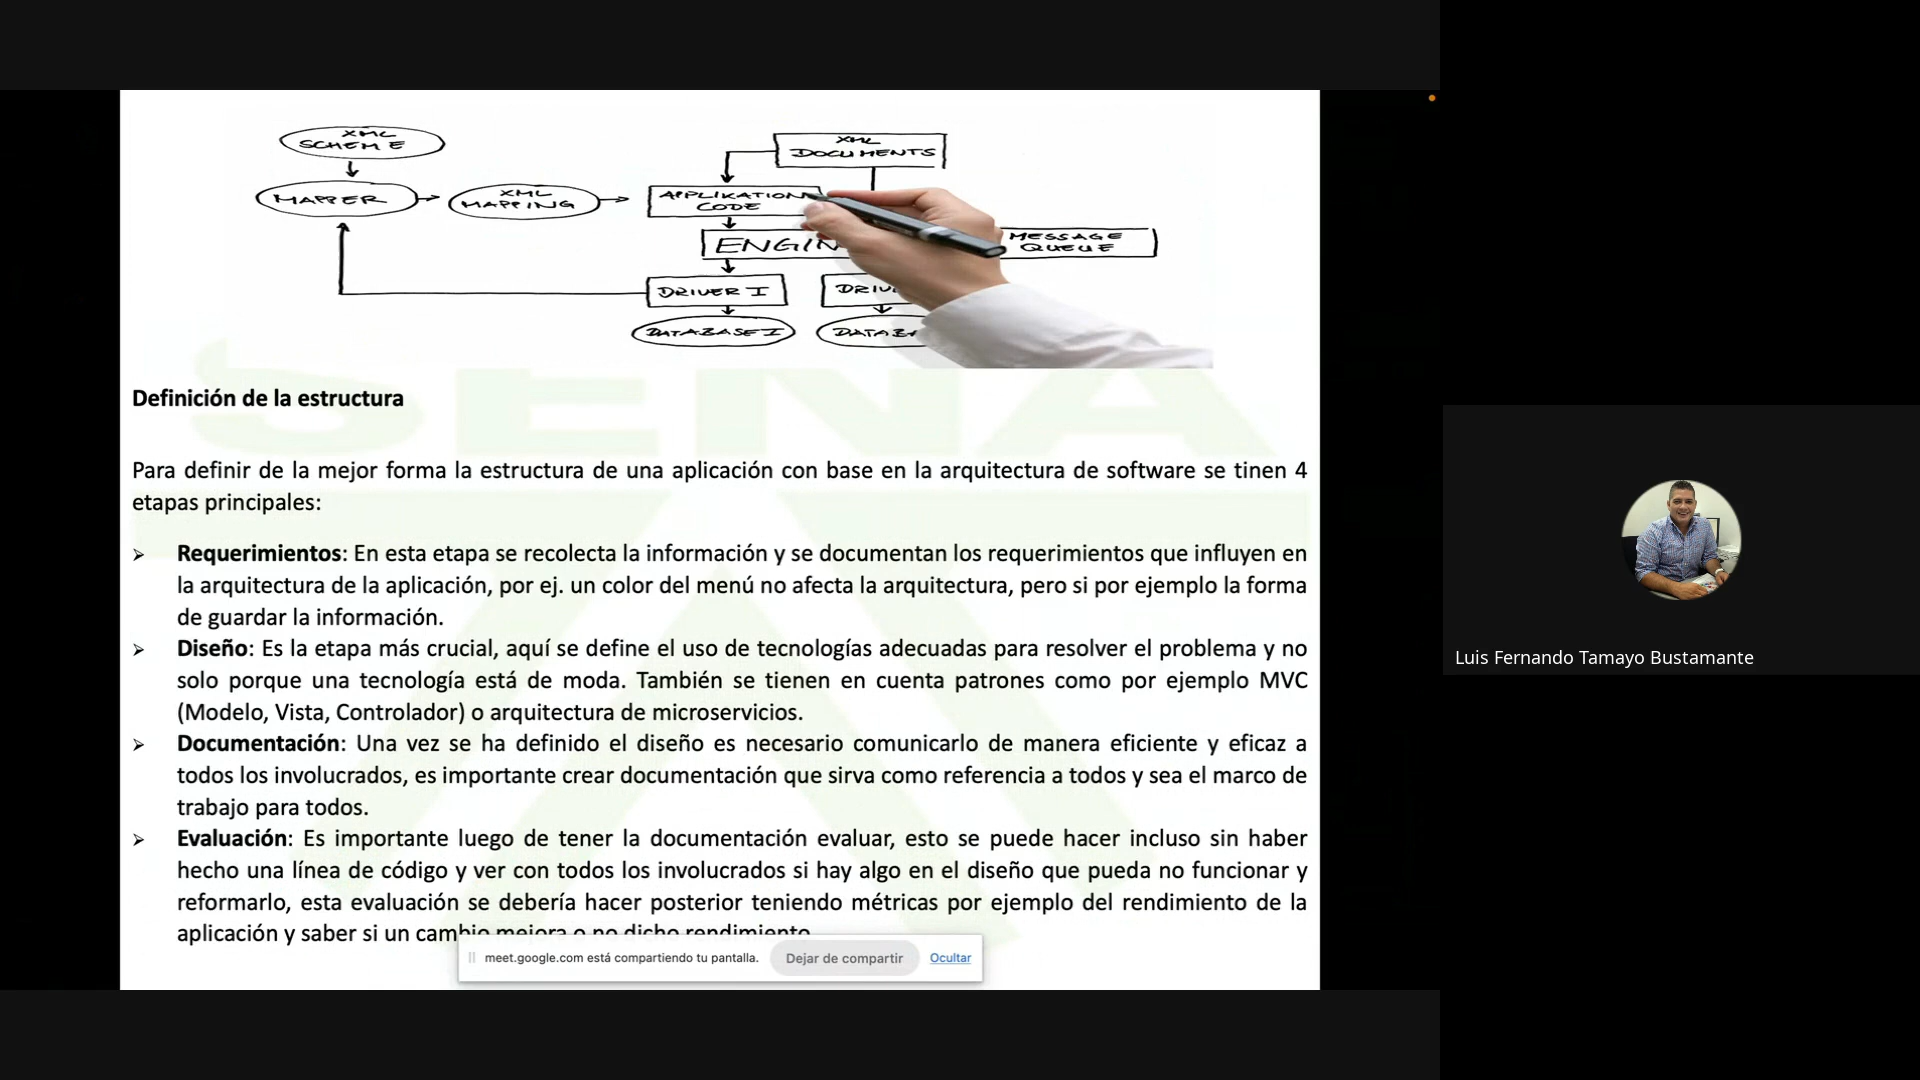 XML
SCHEME
XML
DOCUMENTS
MAPPER
XML
MAPPING
APPLIKATION
CODE
ENGIN
MESSAGE
QUEUE
DRIVER I
DRIV
DATABASE I
DATABA
SENA
Definición de la estructura
Para definir de la mejor forma la estructura de una aplicación con base en la arquitectura de software se tinen 4
etapas principales:
➢ Requerimientos: En esta etapa se recolecta la información y se documentan los requerimientos que influyen en
la arquitectura de la aplicación, por ej. un color del menú no afecta la arquitectura, pero si por ejemplo la forma
de guardar la información.
➢ Diseño: Es la etapa más crucial, aquí se define el uso de tecnologías adecuadas para resolver el problema y no
solo porque una tecnología está de moda. También se tienen en cuenta patrones como por ejemplo MVC
(Modelo, Vista, Controlador) o arquitectura de microservicios.
➢ Documentación: Una vez se ha definido el diseño es necesario comunicarlo de manera eficiente y eficaz a
todos los involucrados, es importante crear documentación que sirva como referencia a todos y sea el marco de
trabajo para todos.
➢ Evaluación: Es importante luego de tener la documentación evaluar, esto se puede hacer incluso sin haber
hecho una línea de código y ver con todos los involucrados si hay algo en el diseño que pueda no funcionar y
reformarlo, esta evaluación se debería hacer posterior teniendo métricas por ejemplo del rendimiento de la
aplicación y saber si un cambio mejora o no dicho rendimiento
meet.google.com está compartiendo tu pantalla. Dejar de compartir Ocultar
Luis Fernando Tamayo Bustamante